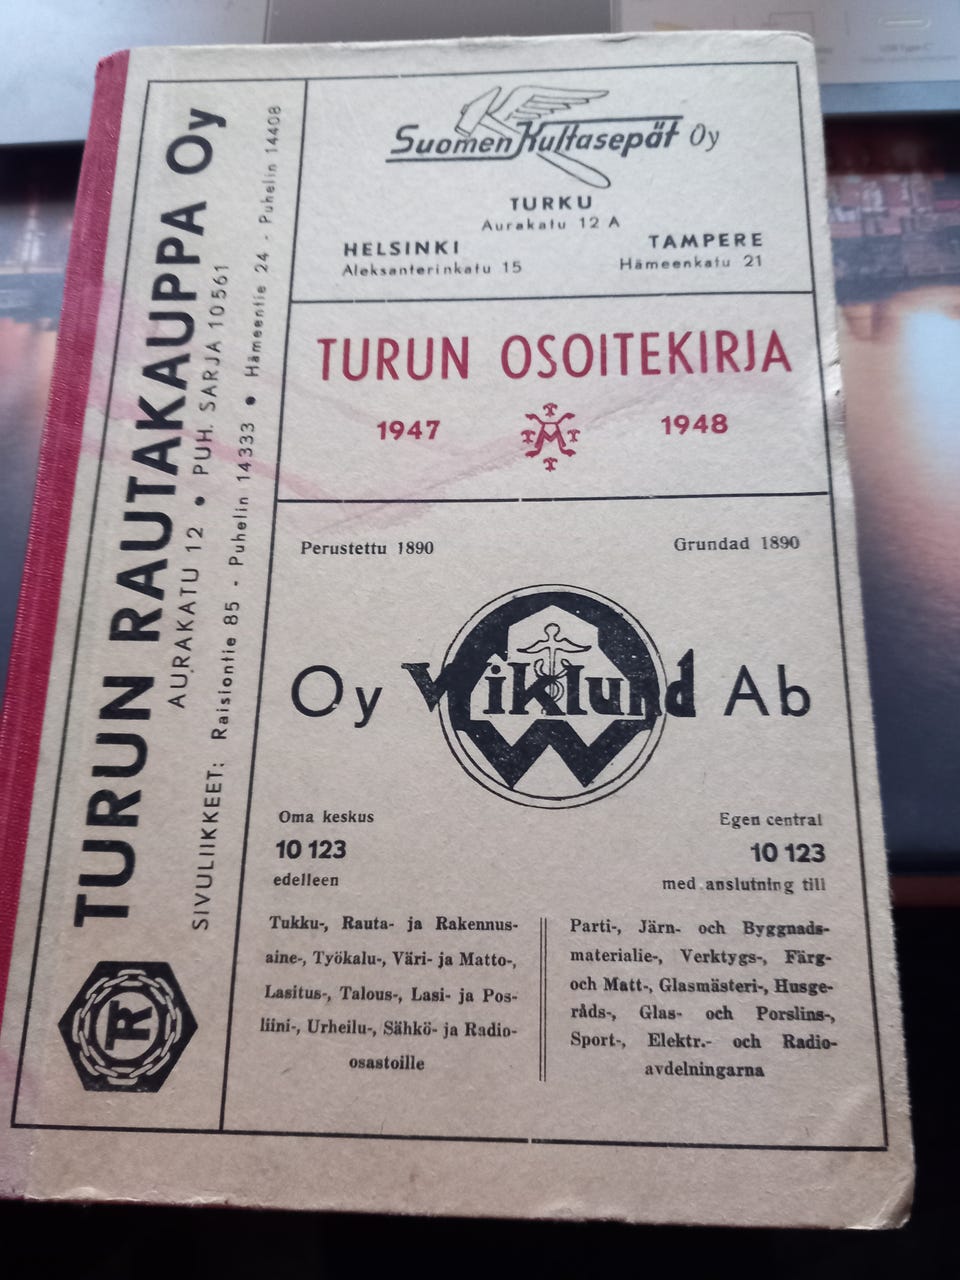 TURUN RAUTAKAUPPA Oy
AURAKATU 12 • PUH. SARJA 10561
SIVULIIKKEET: Raisiontie 85 - Puhelin 14333 • Hämeentie 24 - Puhelin 14408
TR
Suomen Kultasepät Oy
TURKU
Aurakatu 12 A
HELSINKI
Aleksanterinkatu 15
TAMPERE
Hämeenkatu 21
TURUN OSOITEKIRJA
1947 1948
Perustettu 1890
Grundad 1890
Oy Wiklund Ab
Oma keskus
10 123
edelleen
Tukku-, Rauta- ja Rakennus-
aine-, Työkalu-, Väri- ja Matto-,
Lasitus-, Talous-, Lasi- ja Pos-
liini-, Urheilu-, Sähkö- ja Radio-
osastoille
Egen central
10 123
med anslutning till
Parti-, Järn- och Byggnads-
materialie-, Verktygs-, Färg-
och Matt-, Glasmästeri-, Husge-
råds-, Glas- och Porslins-,
Sport-, Elektr.- och Radio-
avdelningarna